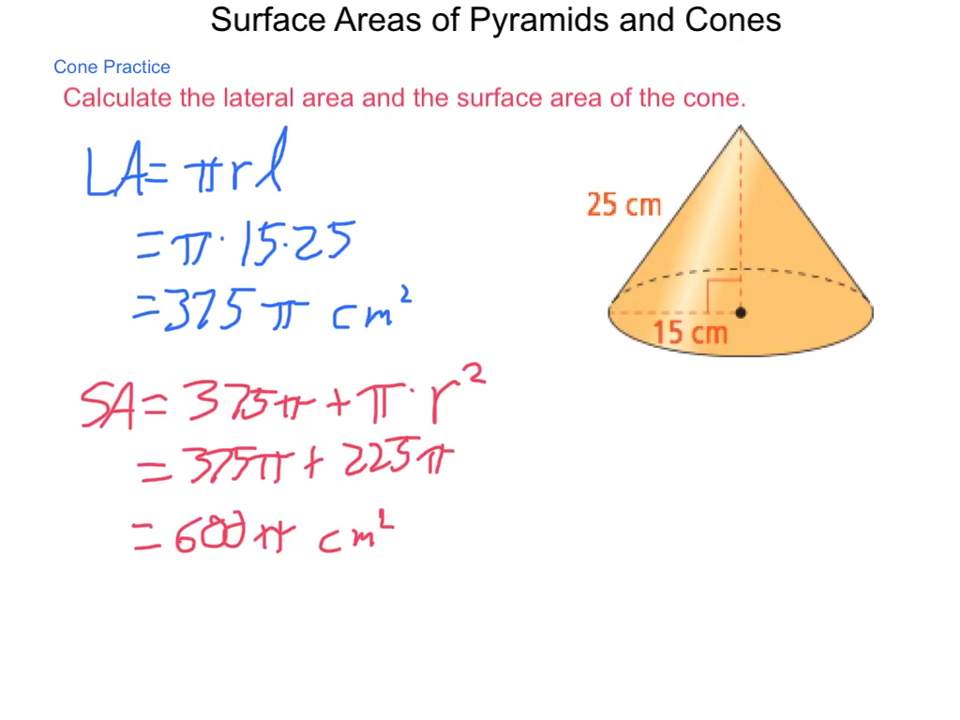 Surface Areas of Pyramids and Cones
Cone Practice
Calculate the lateral area and the surface area of the cone.
LA = πrl
= π · 15 · 25
= 375π cm²
25 cm
15 cm
SA = 375π + π · r²
= 375π + 225π
= 600π cm²